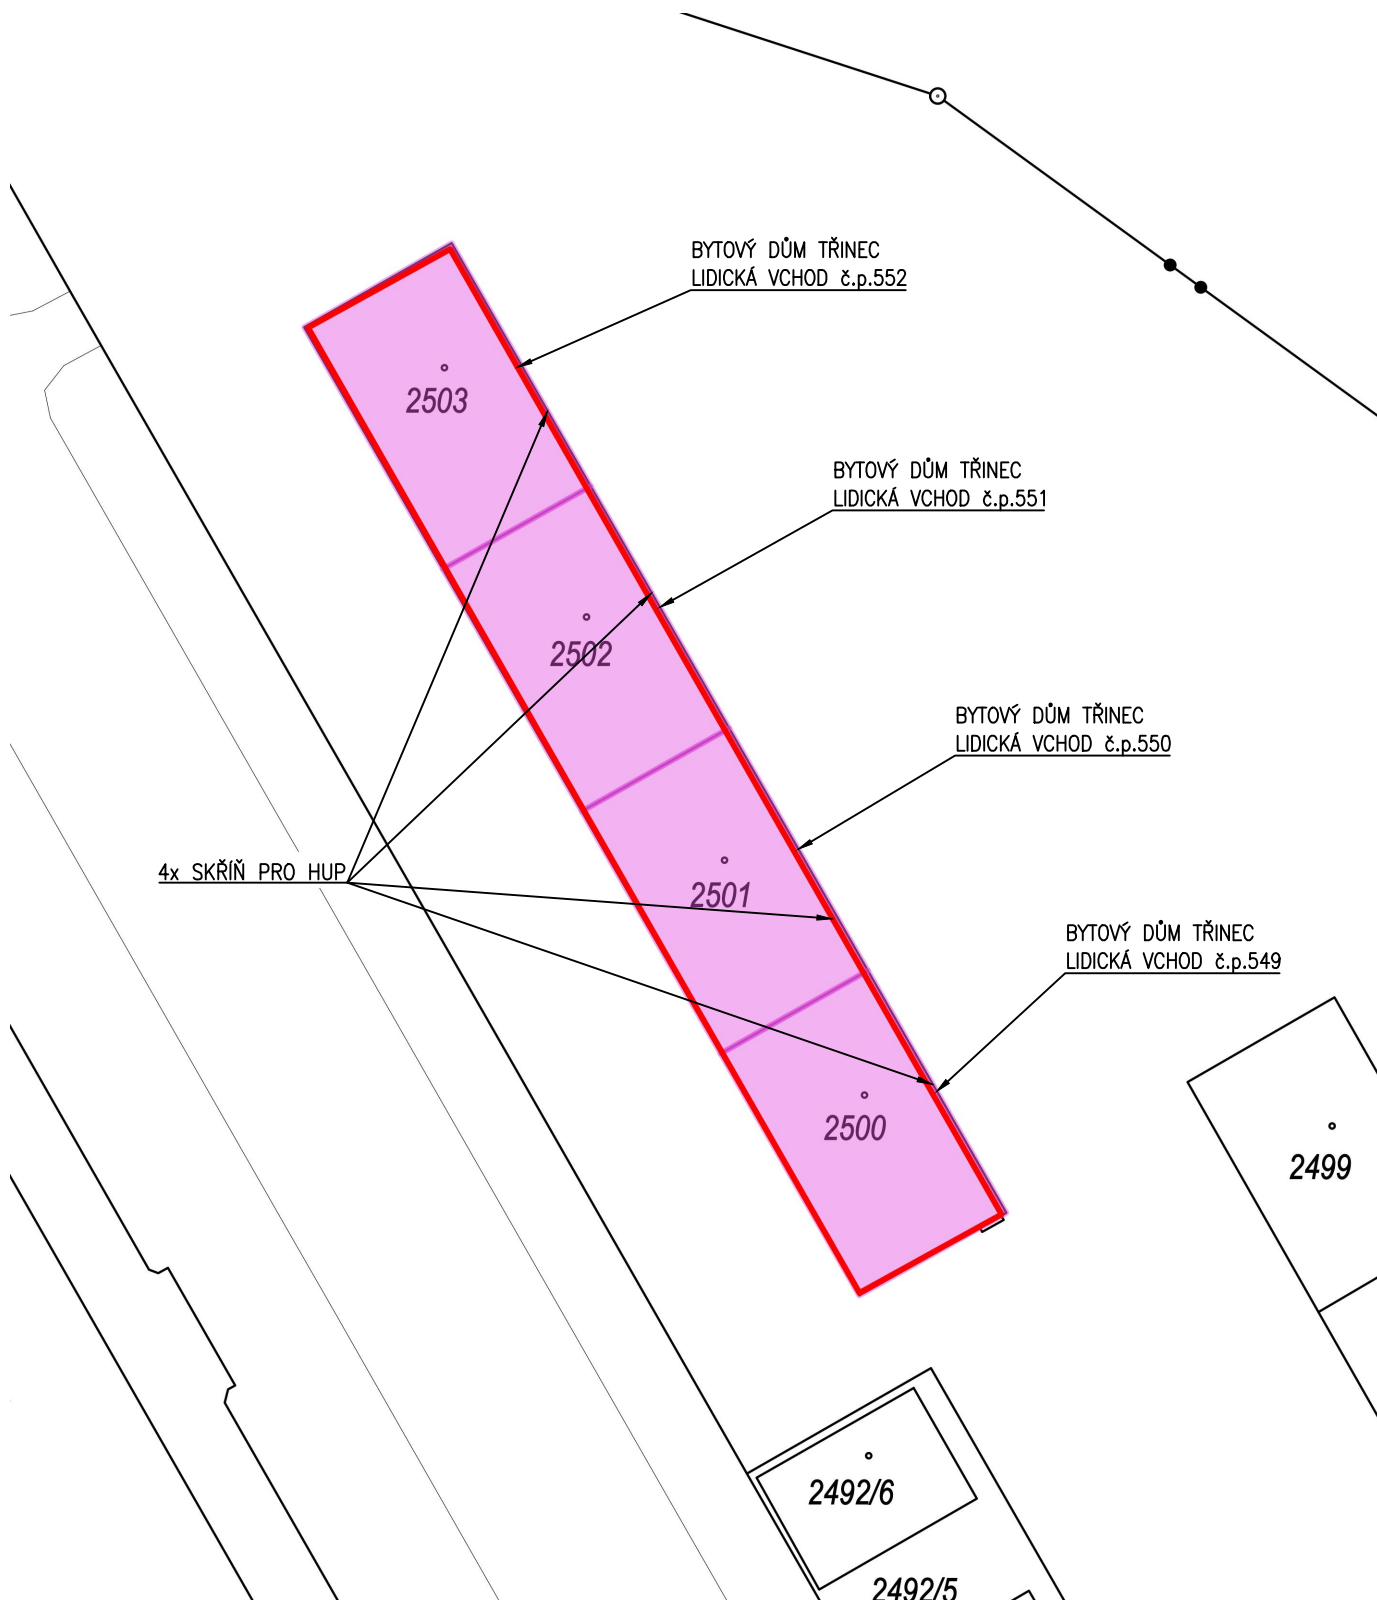 BYTOVÝ DŮM TŘINEC
LIDICKÁ VCHOD č.p.552
2503
BYTOVÝ DŮM TŘINEC
LIDICKÁ VCHOD č.p.551
2502
BYTOVÝ DŮM TŘINEC
LIDICKÁ VCHOD č.p.550
4x SKŘÍŇ PRO HUP
2501
BYTOVÝ DŮM TŘINEC
LIDICKÁ VCHOD č.p.549
2500
2499
2492/6
2492/5